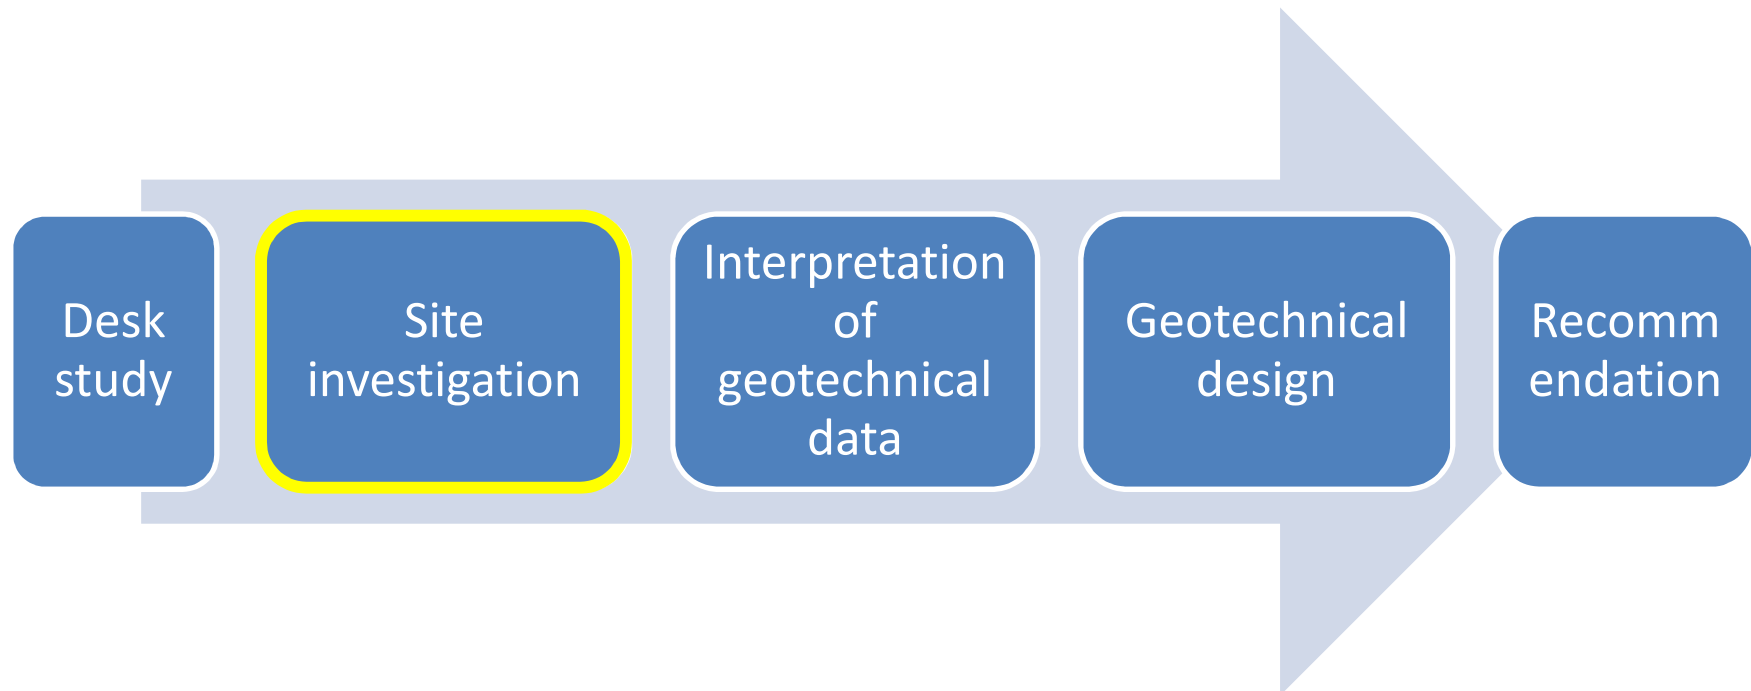 Desk
study
Site
investigation
Interpretation
of
geotechnical
data
Geotechnical
design
Recomm
endation